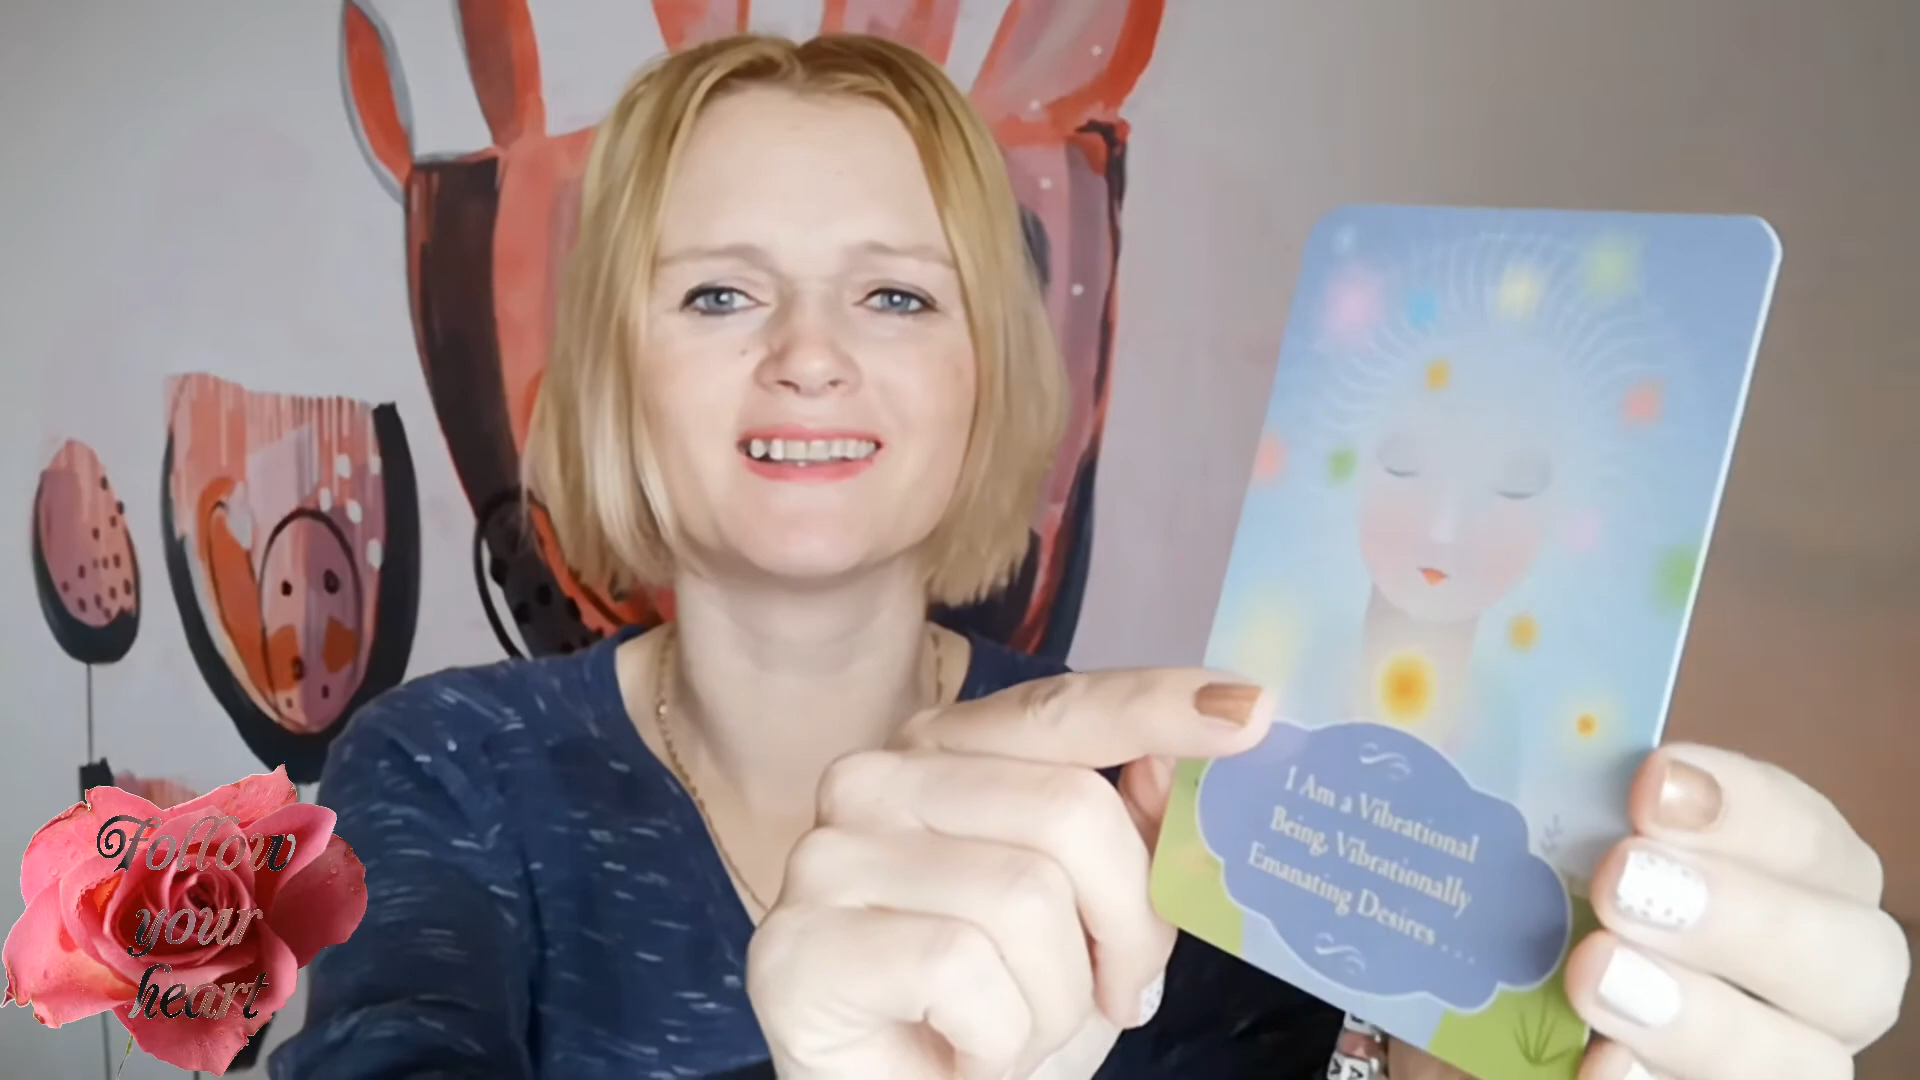 Follow
your
heart
I Am a Vibrational
Being, Vibrationally
Emanating Desires . . .